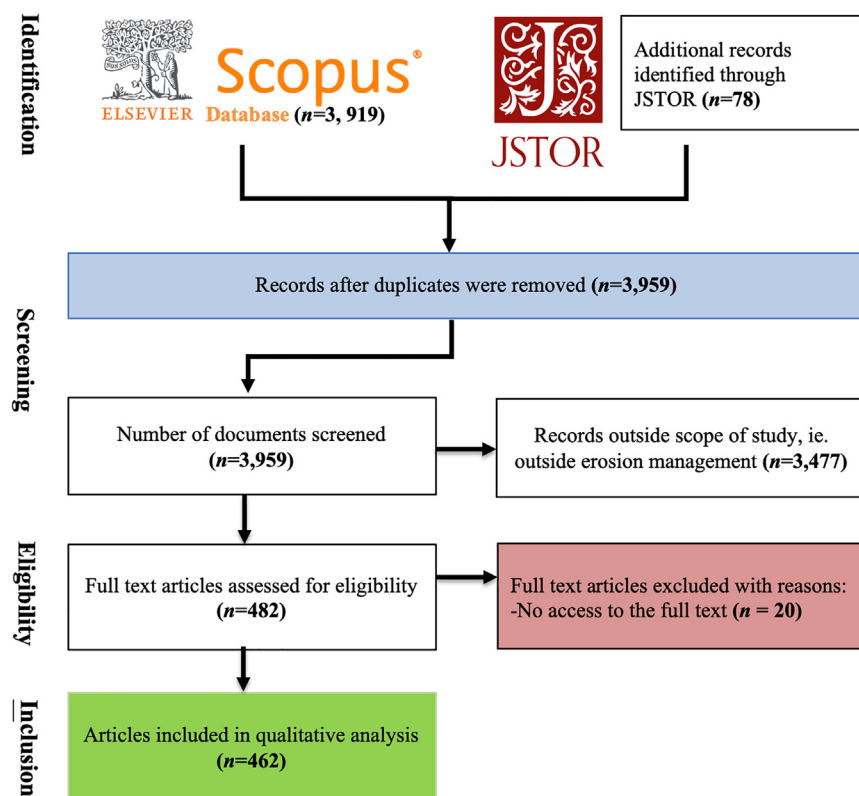 Identification
NON SOLUS
ELSEVIER
Scopus®
Database (n=3, 919)
J
JSTOR
Additional records
identified through
JSTOR (n=78)
Screening
Records after duplicates were removed (n=3,959)
Number of documents screened
(n=3,959)
Records outside scope of study, ie.
outside erosion management (n=3,477)
Eligibility
Full text articles assessed for eligibility
(n=482)
Full text articles excluded with reasons:
-No access to the full text (n = 20)
Inclusion
Articles included in qualitative analysis
(n=462)